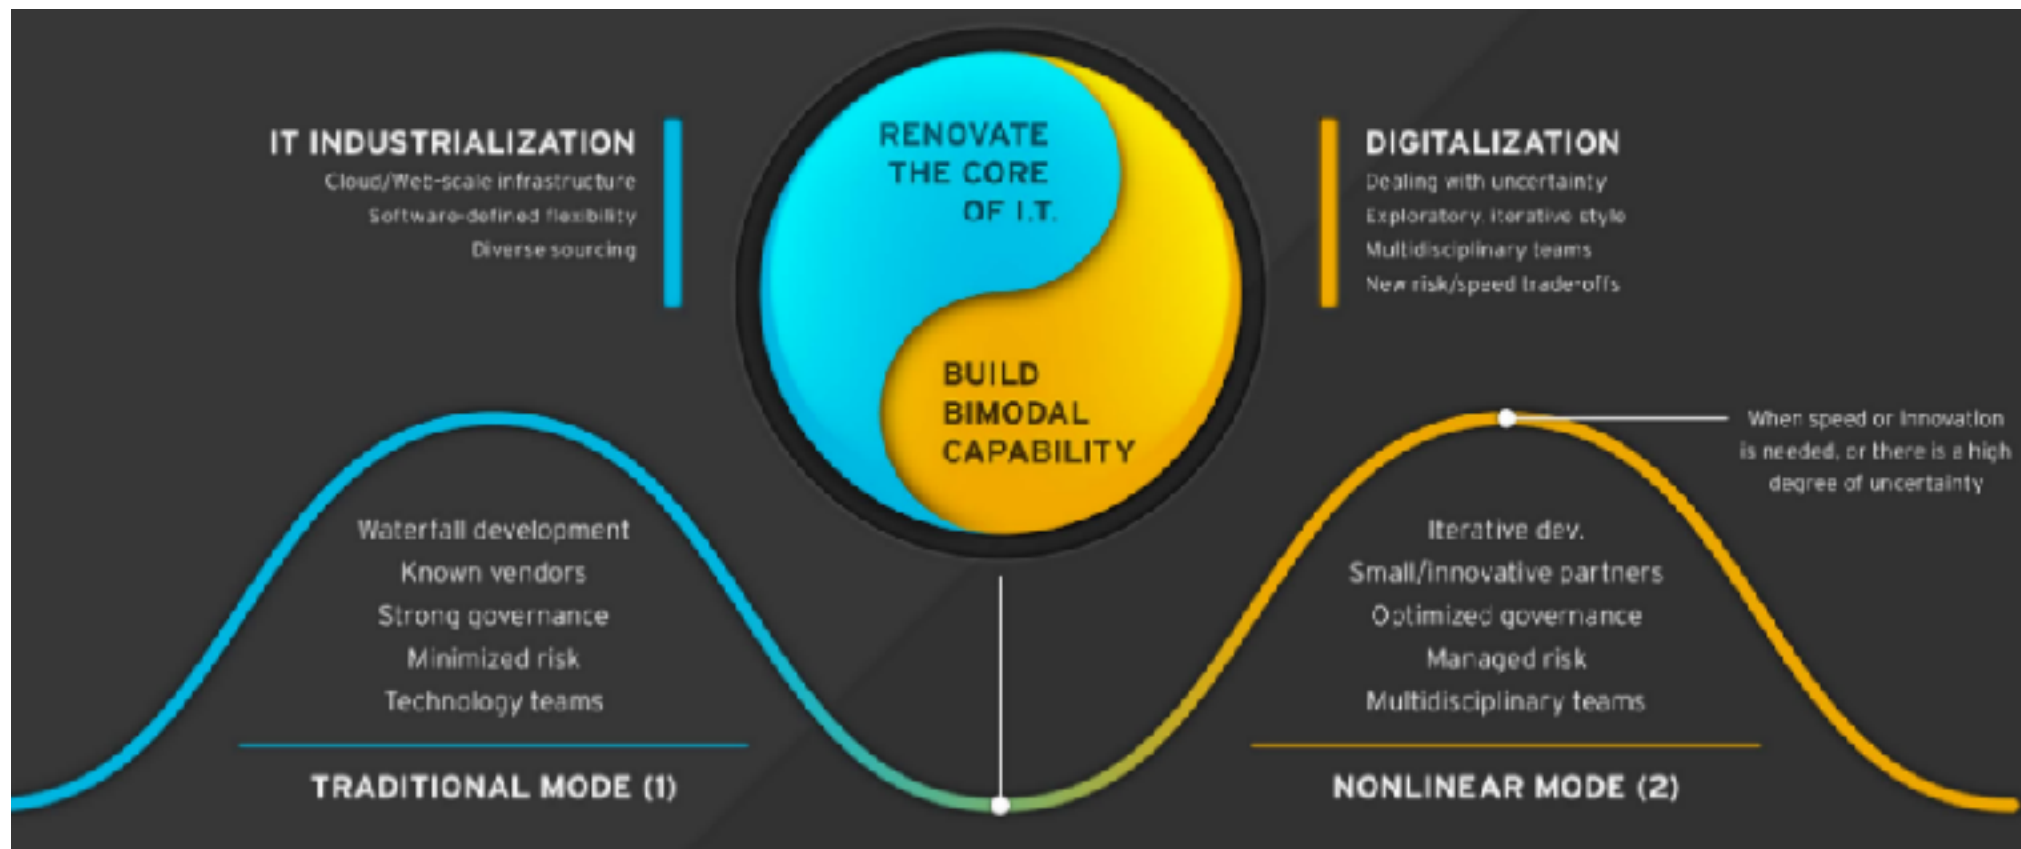 IT INDUSTRIALIZATION
Cloud/Web-scale infrastructure
Software-defined flexibility
Diverse sourcing
RENOVATE
THE CORE
OF I.T.
BUILD
BIMODAL
CAPABILITY
DIGITALIZATION
Dealing with uncertainty
Exploratory, iterative style
Multidisciplinary teams
New risk/speed trade-offs
When speed or innovation
is needed, or there is a high
degree of uncertainty
Waterfall development
Known vendors
Strong governance
Minimized risk
Technology teams
TRADITIONAL MODE (1)
Iterative dev.
Small/innovative partners
Optimized governance
Managed risk
Multidisciplinary teams
NONLINEAR MODE (2)